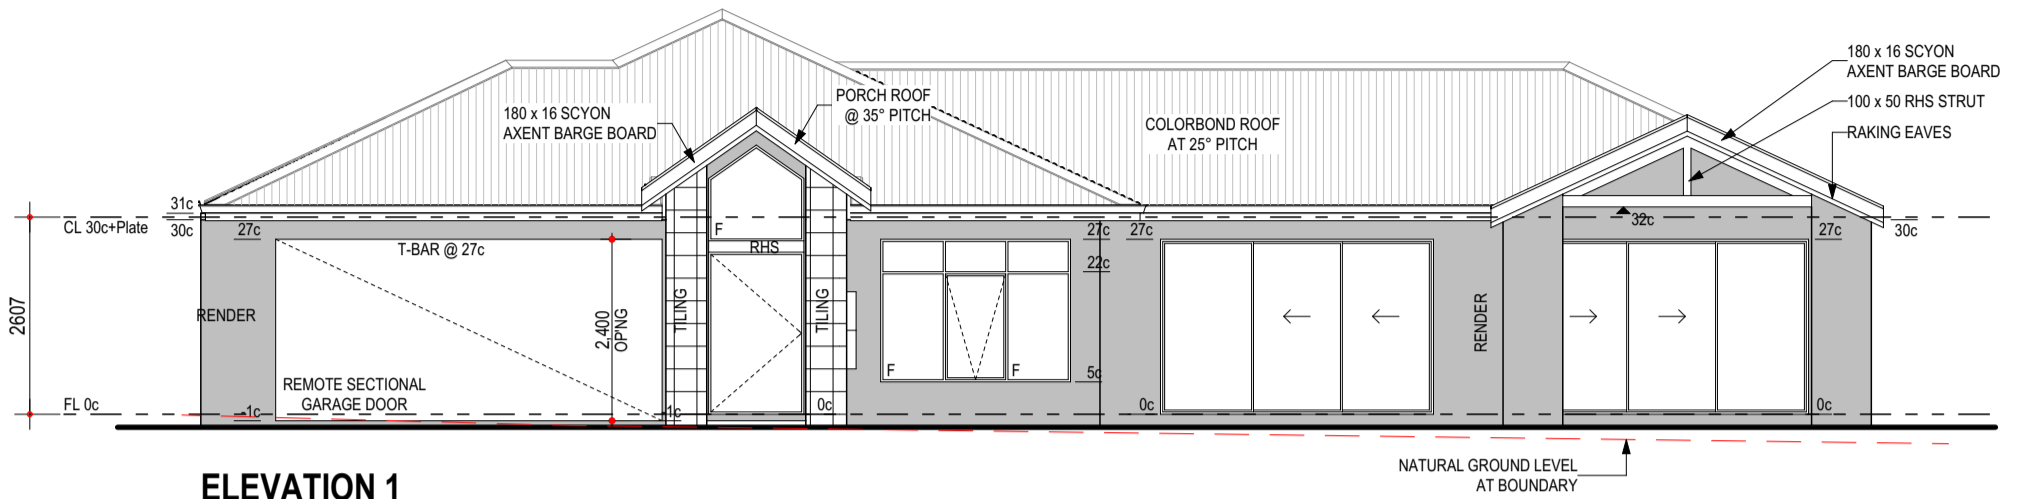 180 x 16 SCYON
AXENT BARGE BOARD
100 x 50 RHS STRUT
RAKING EAVES
PORCH ROOF
@ 35° PITCH
180 x 16 SCYON
AXENT BARGE BOARD
COLORBOND ROOF
AT 25° PITCH
31c
CL 30c+Plate
30c
27c
T-BAR @ 27c
F
RHS
27c
27c
32c
27c
30c
22c
2607
RENDER
2,400
OP'NG
TILING
TILING
RENDER
F
F
5c
REMOTE SECTIONAL
GARAGE DOOR
FL 0c
-1c
-1c
0c
0c
0c
NATURAL GROUND LEVEL
AT BOUNDARY
ELEVATION 1